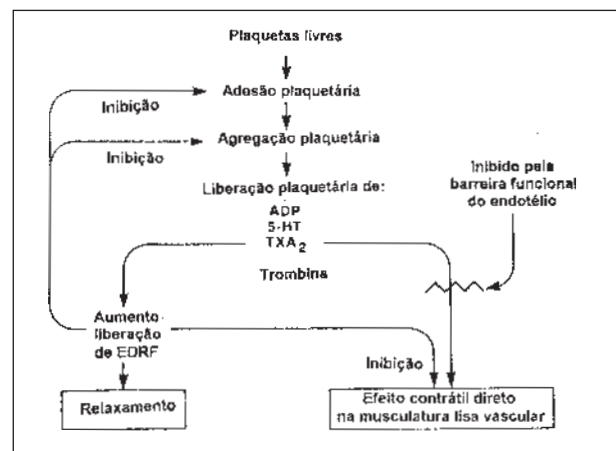 Plaquetas livres
Adesão plaquetária
Inibição
Agregação plaquetária
Inibição
Inibido pela
barreira funcional
do endotélio
Liberação plaquetária de:
ADP
5-HT
TXA₂
Trombina
Aumento
liberação
de EDRF
Inibição
Relaxamento
Efeito contrátil direto
na musculatura lisa vascular